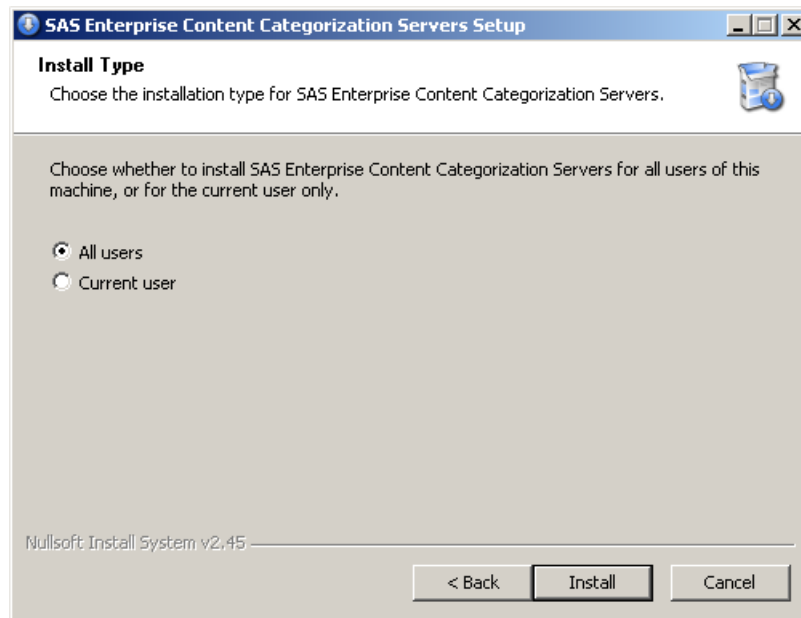 SAS Enterprise Content Categorization Servers Setup
Install Type
Choose the installation type for SAS Enterprise Content Categorization Servers.
Choose whether to install SAS Enterprise Content Categorization Servers for all users of this
machine, or for the current user only.
All users
Current user
Nullsoft Install System v2.45
< Back Install Cancel